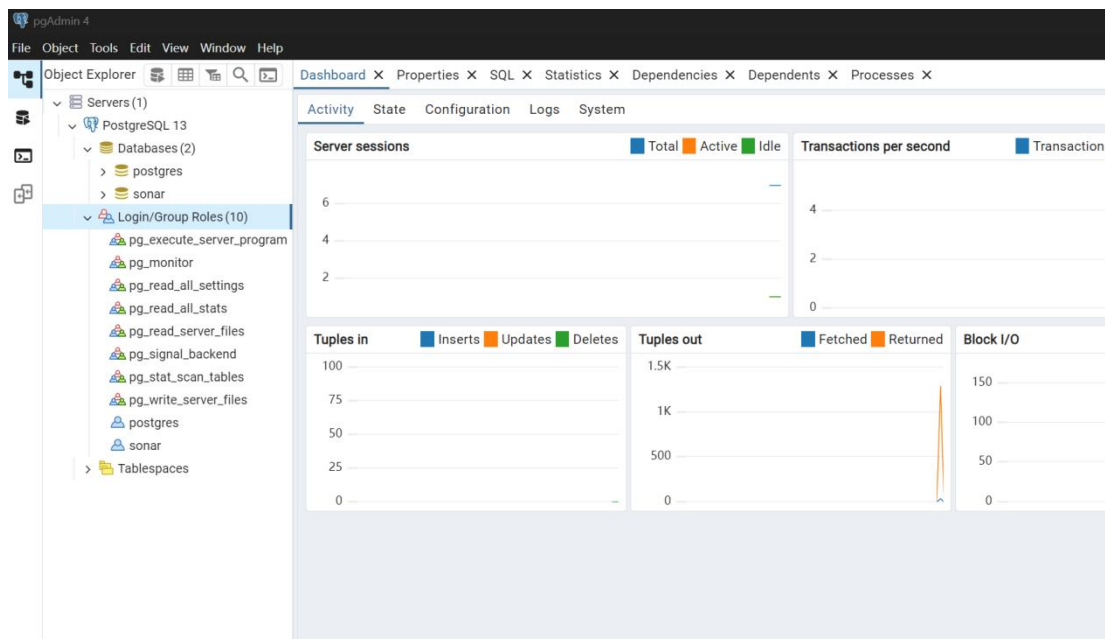 pgAdmin 4
File Object Tools Edit View Window Help
Object Explorer
Servers (1)
PostgreSQL 13
Databases (2)
postgres
sonar
Login/Group Roles (10)
pg_execute_server_program
pg_monitor
pg_read_all_settings
pg_read_all_stats
pg_read_server_files
pg_signal_backend
pg_stat_scan_tables
pg_write_server_files
postgres
sonar
Tablespaces
Dashboard Properties SQL Statistics Dependencies Dependents Processes
Activity State Configuration Logs System
Server sessions Total Active Idle
6
4
2
Transactions per second Transaction
4
2
0
Tuples in Inserts Updates Deletes
100
75
50
25
0
Tuples out Fetched Returned
1.5K
1K
500
0
Block I/O
150
100
50
0